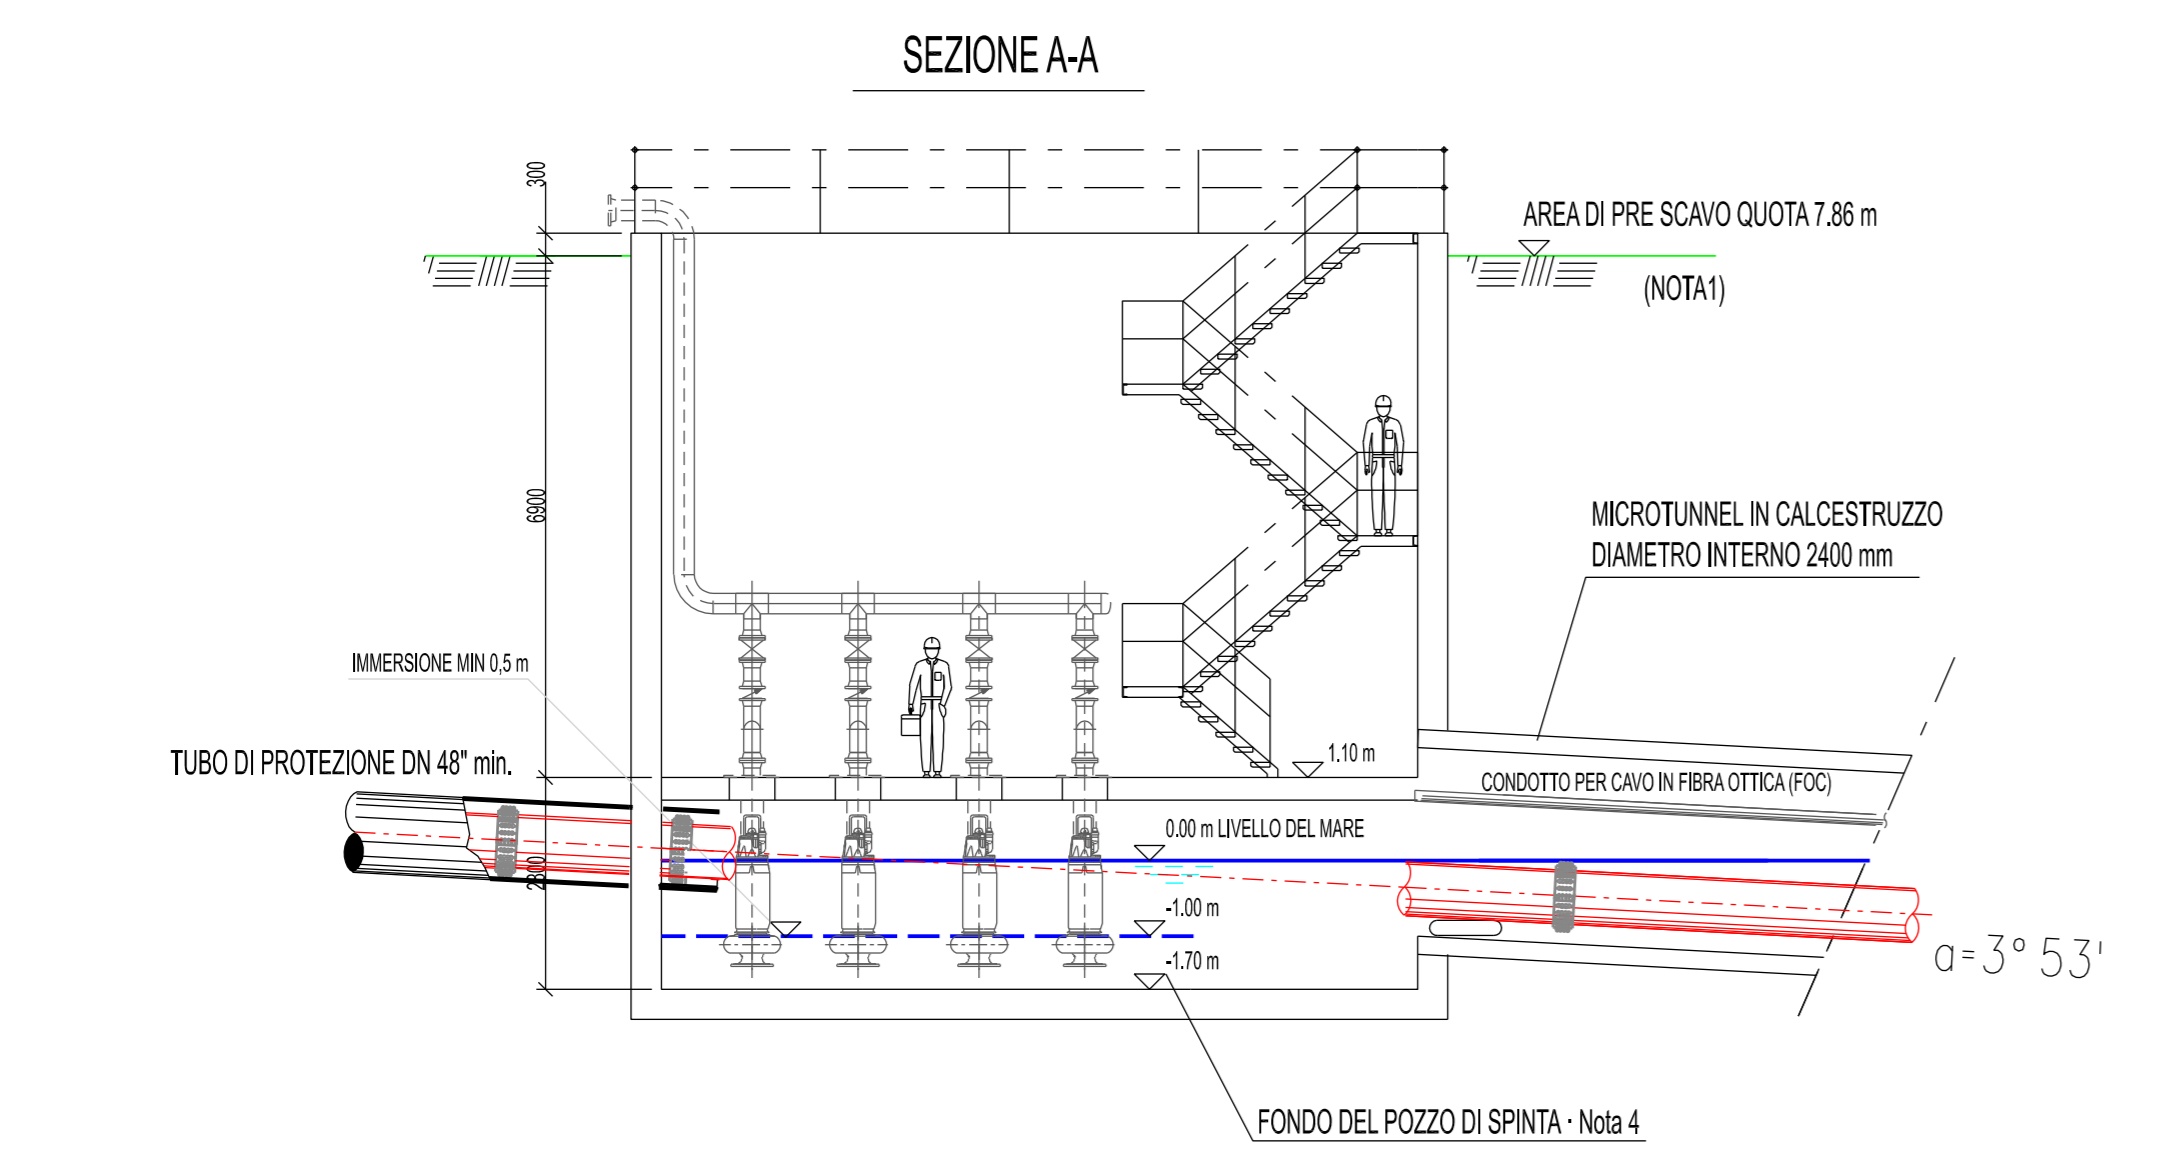 SEZIONE A-A
300
AREA DI PRE SCAVO QUOTA 7.86 m
(NOTA1)
6900
MICROTUNNEL IN CALCESTRUZZO
DIAMETRO INTERNO 2400 mm
IMMERSIONE MIN 0,5 m
1.10 m
TUBO DI PROTEZIONE DN 48" min.
CONDOTTO PER CAVO IN FIBRA OTTICA (FOC)
0.00 m LIVELLO DEL MARE
2800
-1.00 m
-1.70 m
a=3° 53'
FONDO DEL POZZO DI SPINTA - Nota 4